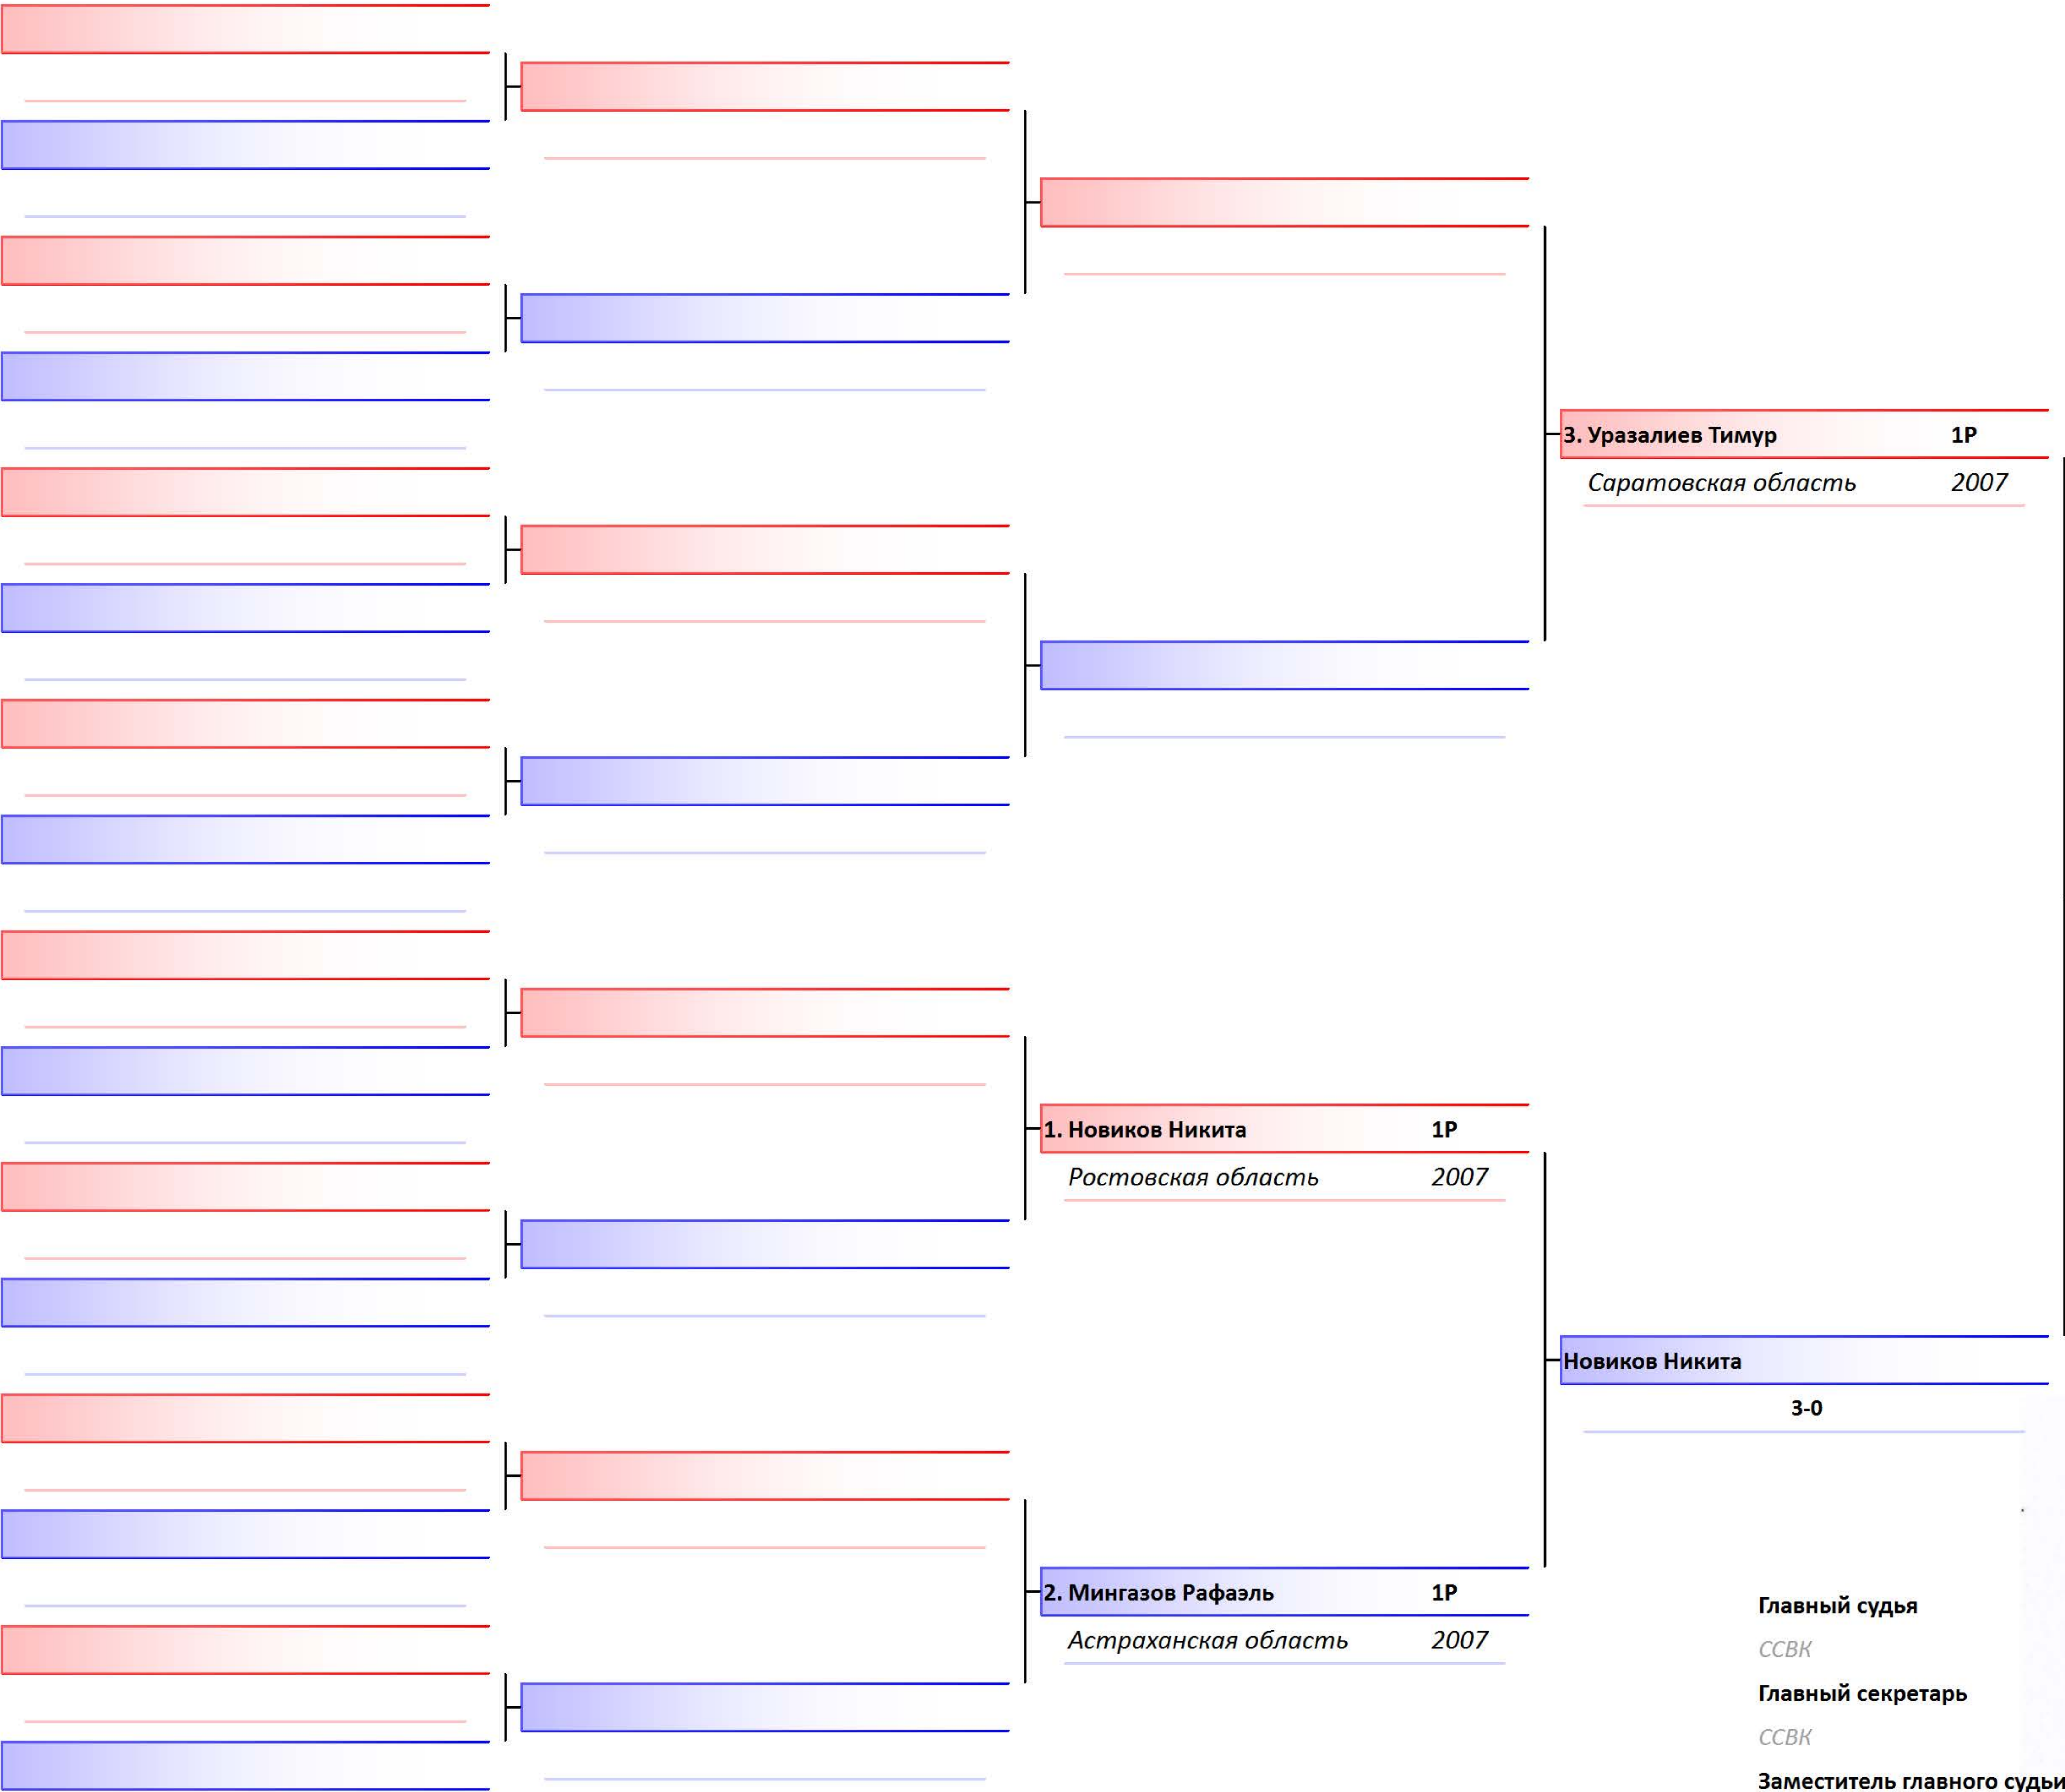 3. Уразалиев Тимур 1Р
Саратовская область 2007
1. Новиков Никита 1Р
Ростовская область 2007
Новиков Никита
3-0
2. Мингазов Рафаэль 1Р
Астраханская область 2007
Главный судья
ССВК
Главный секретарь
ССВК
Заместитель главного судьи